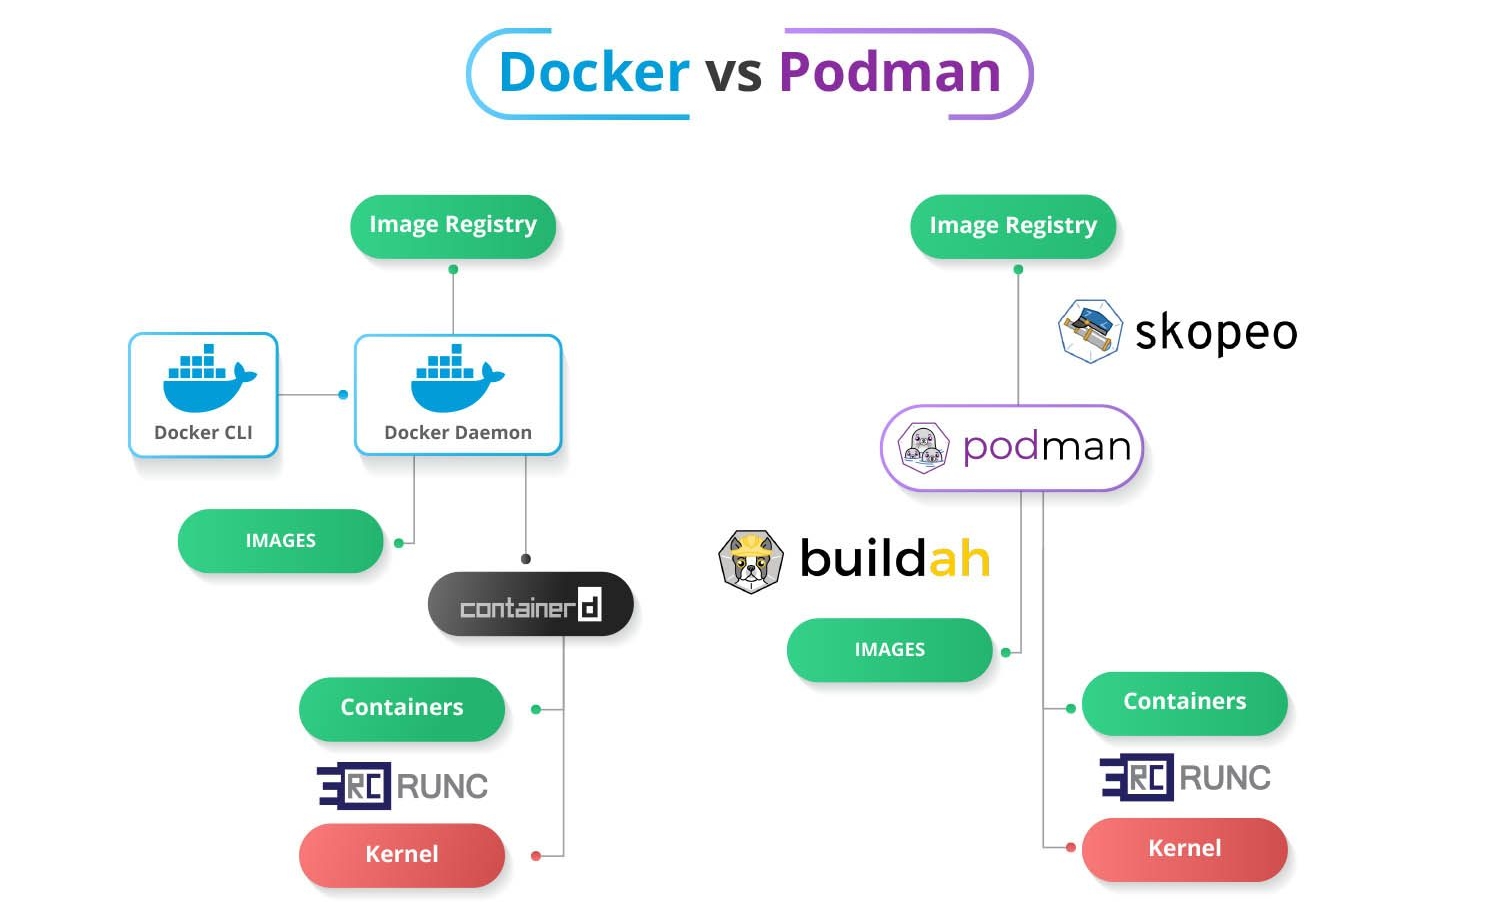 Docker vs Podman
Image Registry
Docker CLI
Docker Daemon
IMAGES
containerd
Containers
RC RUNC
Kernel
Image Registry
skopeo
podman
buildah
IMAGES
Containers
RC RUNC
Kernel